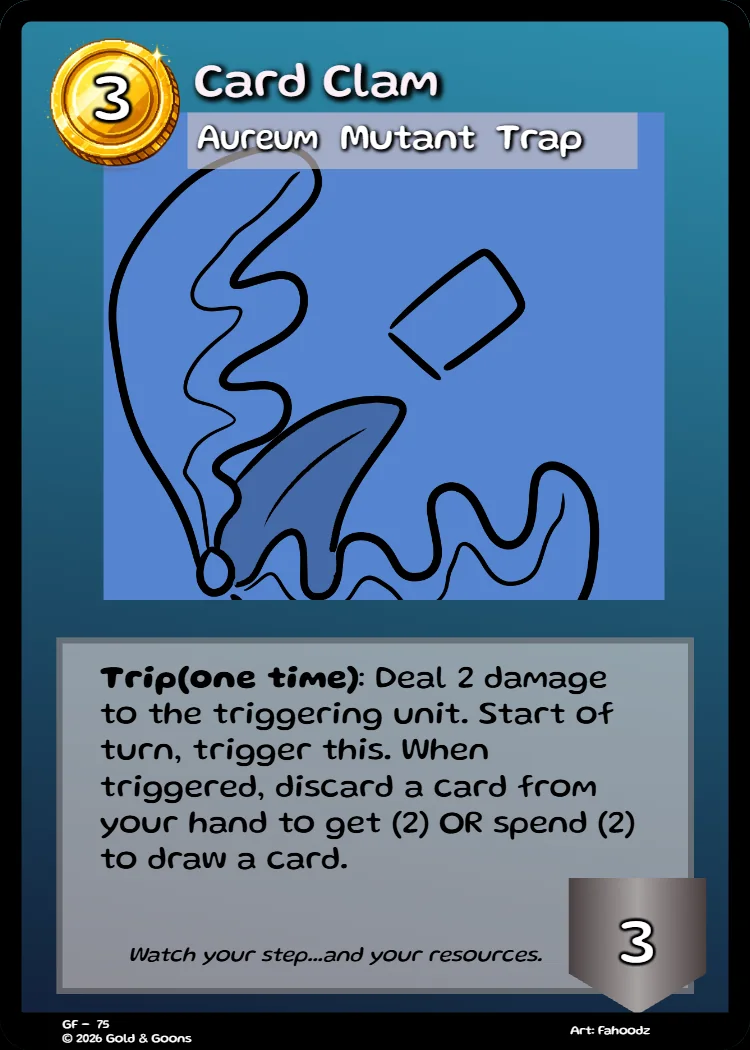 3
Card Clam
Aureum Mutant Trap
Trip(one time): Deal 2 damage
to the triggering unit. Start of
turn, trigger this. When
triggered, discard a card from
your hand to get (2) OR spend (2)
to draw a card.
Watch your step...and your resources.
3
GF - 75
© 2026 Gold & Goons
Art: fahoodz